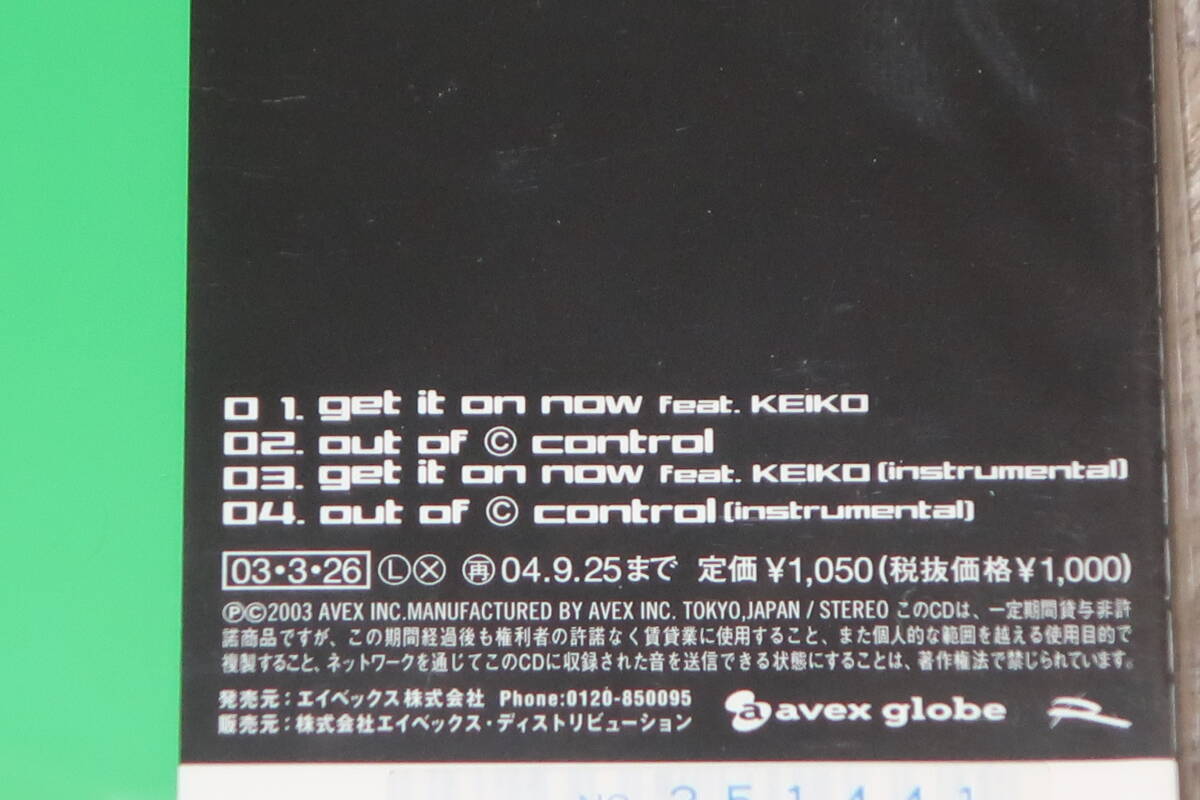 01. get it on now feat. KEIKO
02. out of © control
03. get it on now feat. KEIKO (instrumental)
04. out of © control (instrumental)
03・3・26 Ⓛ Ⓧ ㊞04.9.25まで 定価¥1,050(税抜価格¥1,000)
Ⓟ©2003 AVEX INC.MANUFACTURED BY AVEX INC. TOKYO,JAPAN / STEREO このCDは、一定期間貸与非許
諾商品ですが、この期間経過後も権利者の許諾なく賃貸業に使用すること、また個人的な範囲を越える使用目的で
複製すること、ネットワークを通じてこのCDに収録された音を送信できる状態にすることは、著作権法で禁じられています。
発売元：エイベックス株式会社 Phone:0120-850095
販売元：株式会社エイベックス・ディストリビューション
avex globe